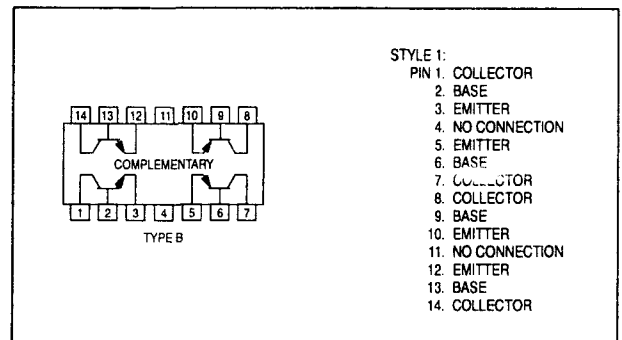 14 13 12 11 10 9 8
COMPLEMENTARY
1 2 3 4 5 6 7
TYPE B
STYLE 1:
PIN 1. COLLECTOR
2. BASE
3. EMITTER
4. NO CONNECTION
5. EMITTER
6. BASE
7. COLLECTOR
8. COLLECTOR
9. BASE
10. EMITTER
11. NO CONNECTION
12. EMITTER
13. BASE
14. COLLECTOR